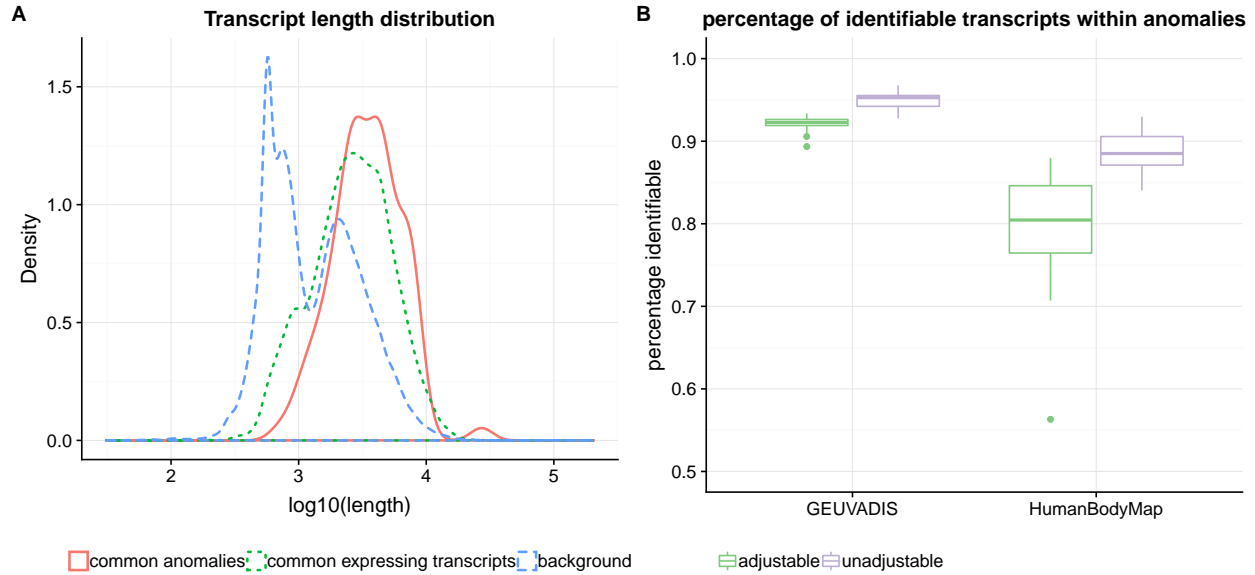 A
Transcript length distribution
Density
1.5
1.0
0.5
0.0
2
3
4
5
log10(length)
common anomalies
common expressing transcripts
background
B
percentage of identifiable transcripts within anomalies
percentage identifiable
1.0
0.9
0.8
0.7
0.6
0.5
GEUVADIS
HumanBodyMap
adjustable
unadjustable